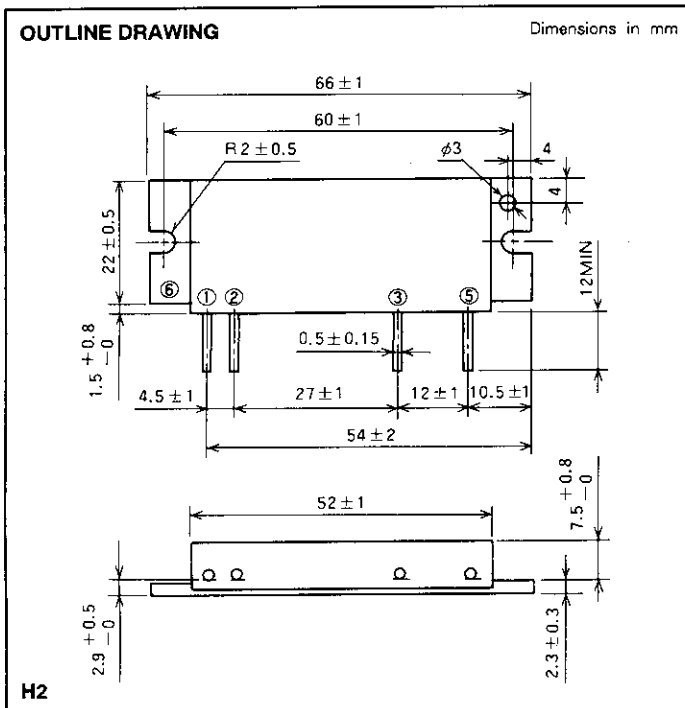 OUTLINE DRAWING
Dimensions in mm
66±1
60±1
R2±0.5
φ3
4
4
22±0.5
12MIN
⑥
①
②
③
⑤
1.5 +0.8 −0
0.5±0.15
4.5±1
27±1
12±1
10.5±1
54±2
52±1
7.5 +0.8 −0
2.9 +0.5 −0
2.3±0.3
H2